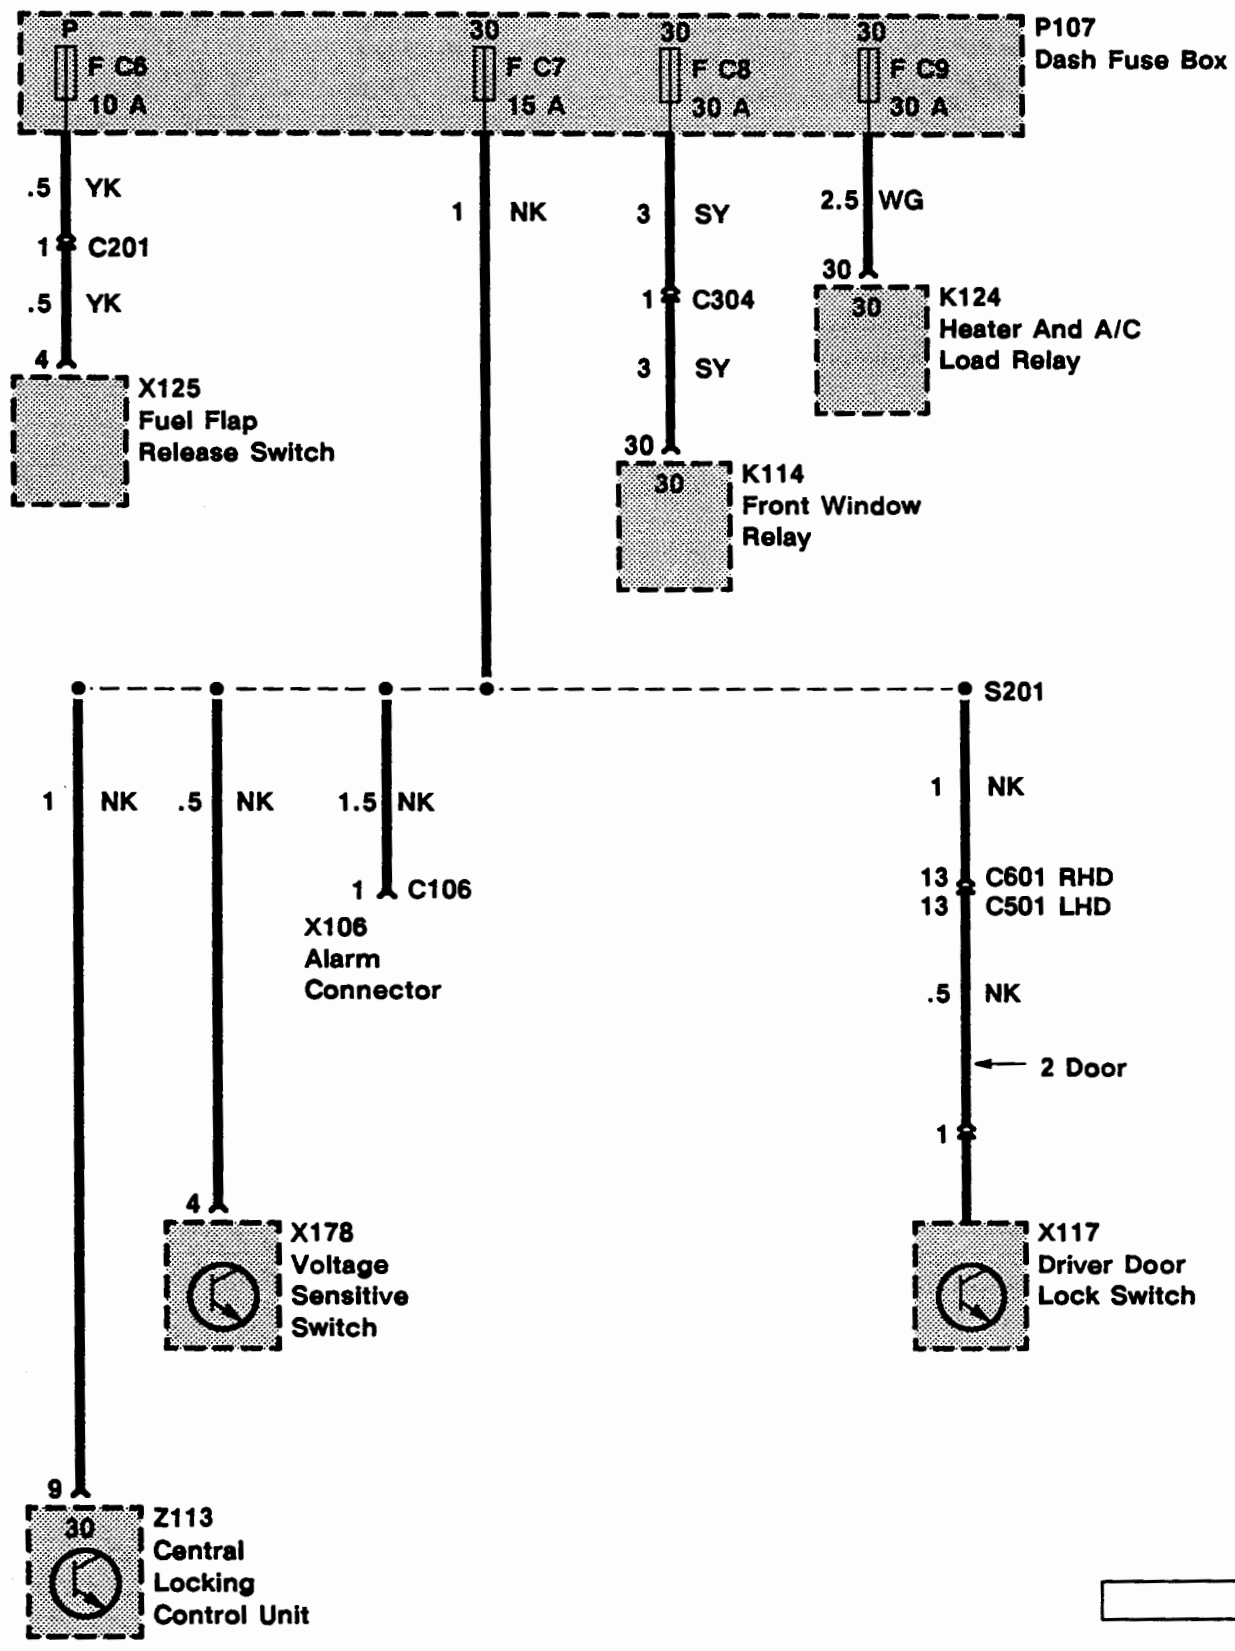 P 30 30 30 P107
F C6 F C7 F C8 F C9 Dash Fuse Box
10 A 15 A 30 A 30 A
.5 YK 1 NK 3 SY 2.5 WG
1 C201
30
30
K124
Heater And A/C
Load Relay
1 C304
.5 YK
3 SY
4
X125
Fuel Flap
Release Switch
30
30
K114
Front Window
Relay
S201
1 NK .5 NK 1.5 NK 1 NK
1 C106
X106
Alarm
Connector
13 C601 RHD
13 C501 LHD
.5 NK
2 Door
1
4
X178
Voltage
Sensitive
Switch
X117
Driver Door
Lock Switch
9
30
Z113
Central
Locking
Control Unit